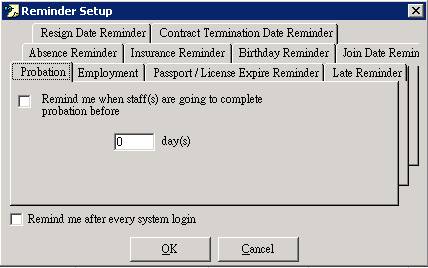 Reminder Setup
Resign Date Reminder Contract Termination Date Reminder
Absence Reminder Insurance Reminder Birthday Reminder Join Date Remin
Probation Employment Passport / License Expire Reminder Late Reminder
Remind me when staff(s) are going to complete
probation before
0 day(s)
Remind me after every system login
OK Cancel